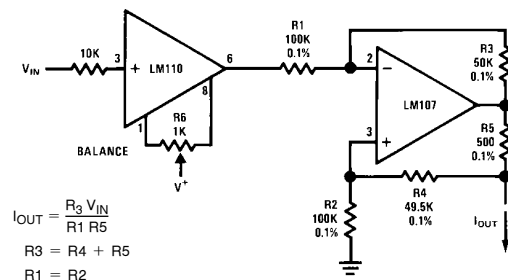 V_IN
10K
3
+
LM110
6
8
1
R6
1K
BALANCE
V+
R1
100K
0.1%
2
−
LM107
3
+
R3
50K
0.1%
R5
500
0.1%
R4
49.5K
0.1%
R2
100K
0.1%
I_OUT
I_OUT = R3 V_IN / R1 R5
R3 = R4 + R5
R1 = R2